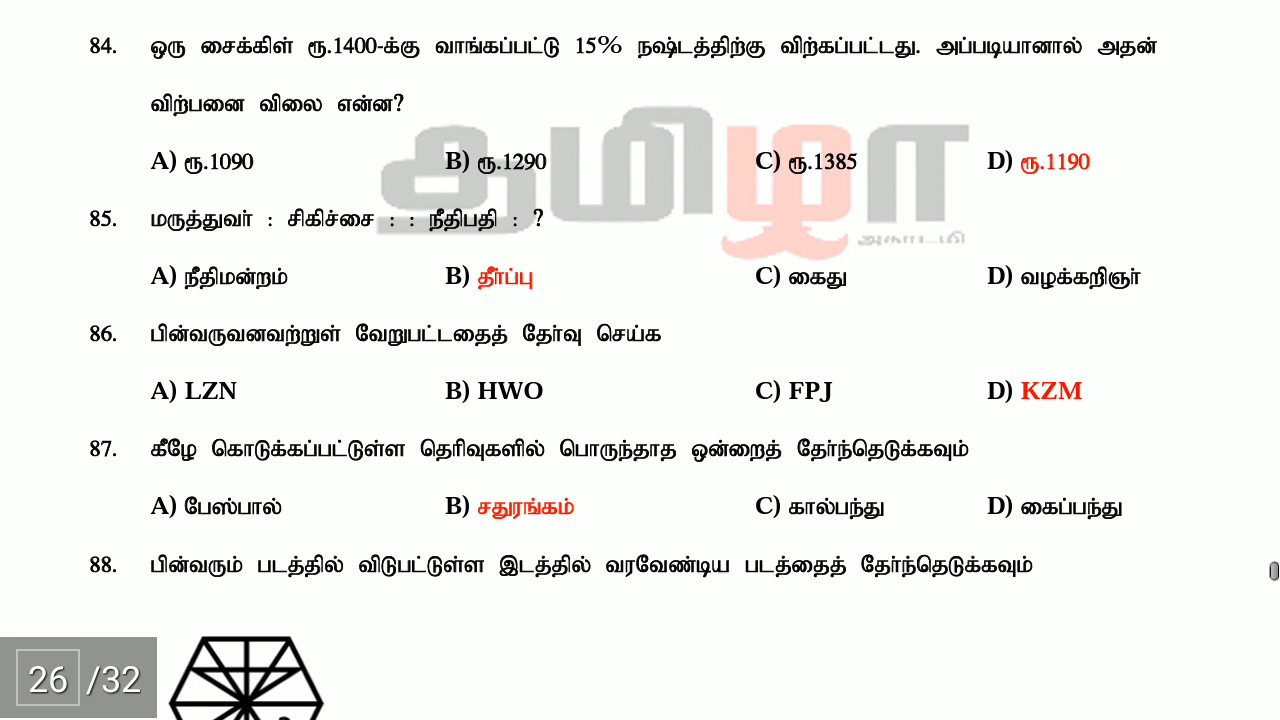 84. ஒரு சைக்கிள் ரூ.1400-க்கு வாங்கப்பட்டு 15% நஷ்டத்திற்கு விற்கப்பட்டது. அப்படியானால் அதன்
விற்பனை விலை என்ன?
A) ரூ.1090 B) ரூ.1290 C) ரூ.1385 D) ரூ.1190
தமிழா
85. மருத்துவர் : சிகிச்சை : : நீதிபதி : ?
அகாடமி
A) நீதிமன்றம் B) தீர்ப்பு C) கைது D) வழக்கறிஞர்
86. பின்வருவனவற்றுள் வேறுபட்டதைத் தேர்வு செய்க
A) LZN B) HWO C) FPJ D) KZM
87. கீழே கொடுக்கப்பட்டுள்ள தெரிவுகளில் பொருந்தாத ஒன்றைத் தேர்ந்தெடுக்கவும்
A) பேஸ்பால் B) சதுரங்கம் C) கால்பந்து D) கைப்பந்து
88. பின்வரும் படத்தில் விடுபட்டுள்ள இடத்தில் வரவேண்டிய படத்தைத் தேர்ந்தெடுக்கவும்
26 /32